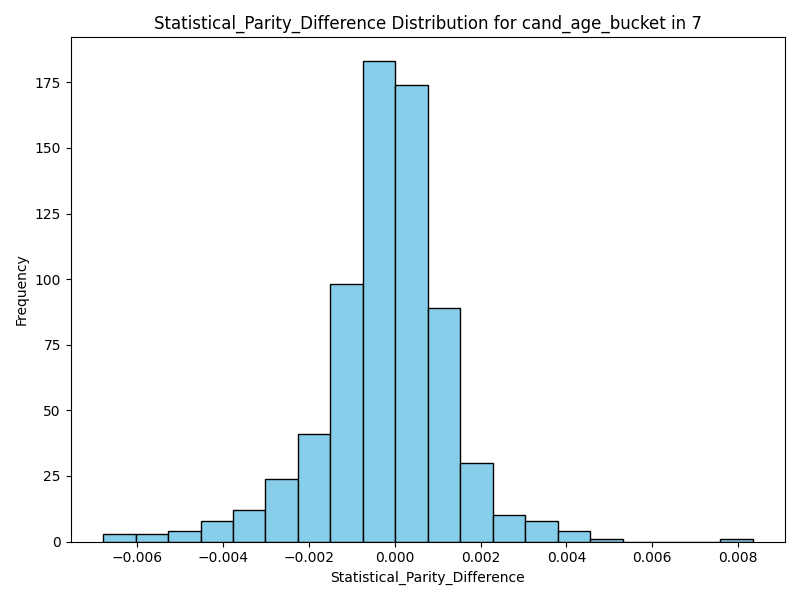 Statistical_Parity_Difference Distribution for cand_age_bucket in 7
175
150
125
100
75
50
25
0
Frequency
−0.006 −0.004 −0.002 0.000 0.002 0.004 0.006 0.008
Statistical_Parity_Difference